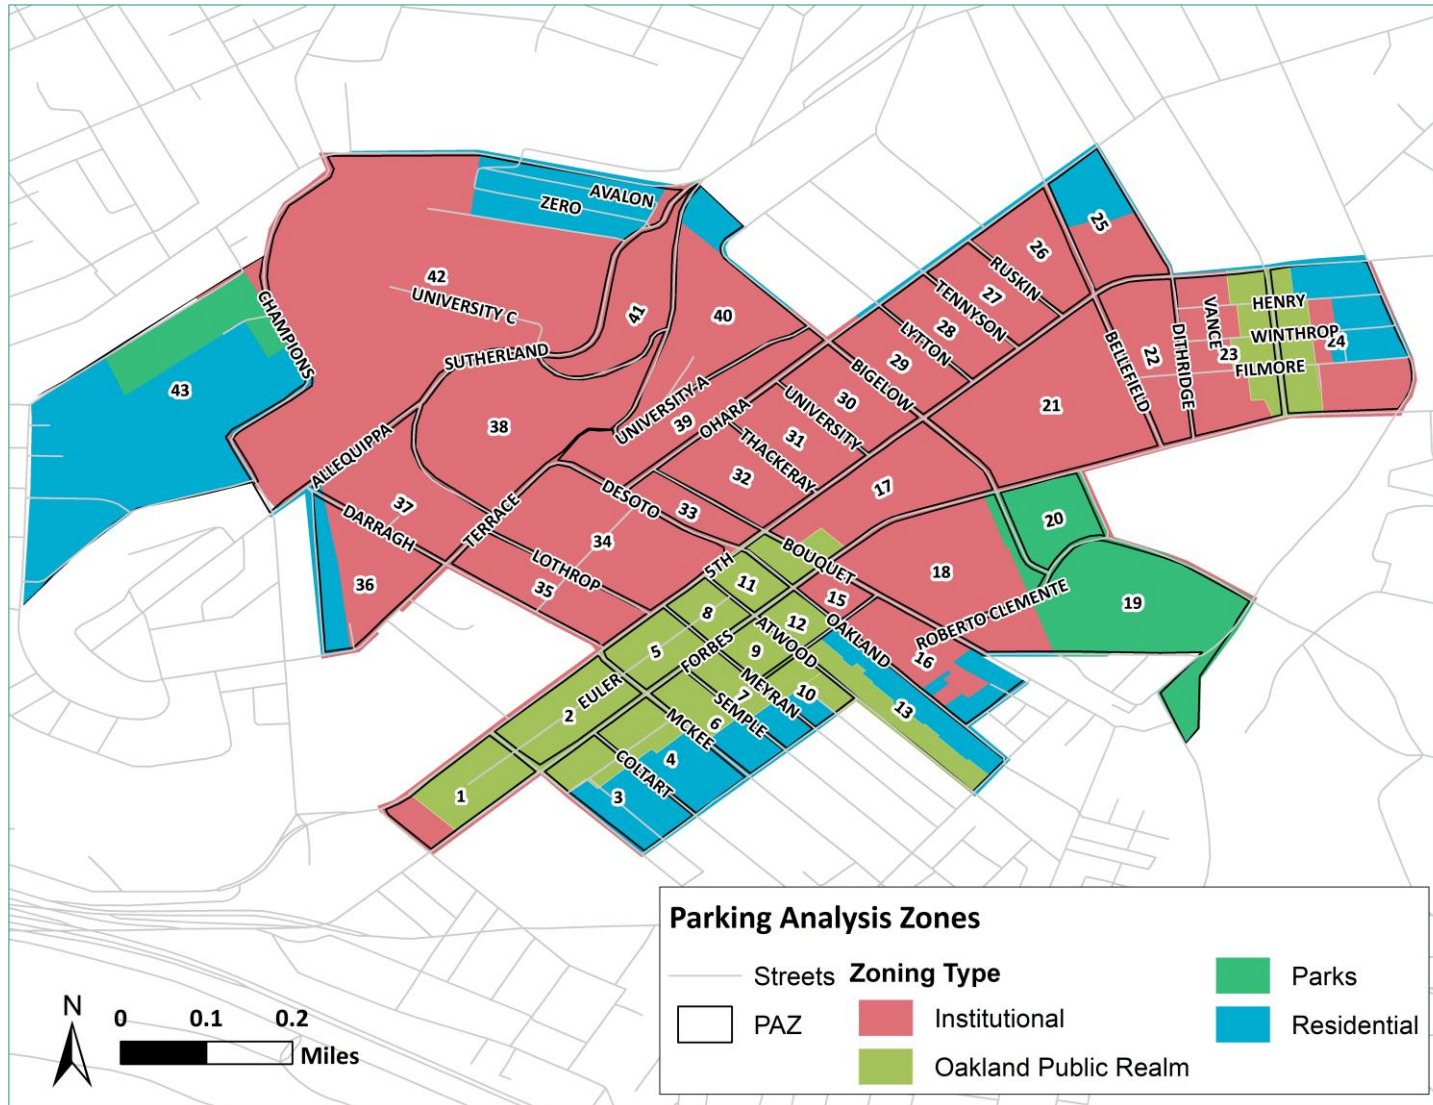 AVALON
ZERO
25
26
RUSKIN
42
UNIVERSITY C
41
40
27
TENNYSON
CHAMPIONS
28
LYTTON
VANCE
HENRY
WINTHROP
24
SUTHERLAND
29
BIGELOW
BELLEFIELD
22
DITHRIDGE
23
FILMORE
43
UNIVERSITY A
39
OHARA
30
UNIVERSITY
21
38
31
THACKERAY
ALLEQUIPPA
32
17
37
DARRAGH
TERRACE
DESOTO
33
20
34
LOTHROP
BOUQUET
5TH
18
36
35
11
15
ROBERTO CLEMENTE
19
8
12
ATWOOD
OAKLAND
5
FORBES
9
16
EULER
MEYRAN
10
7
SEMPLE
13
2
6
MCKEE
4
COLTART
1
3
Parking Analysis Zones
Streets
PAZ
Zoning Type
Institutional
Oakland Public Realm
Parks
Residential
N
0 0.1 0.2
Miles